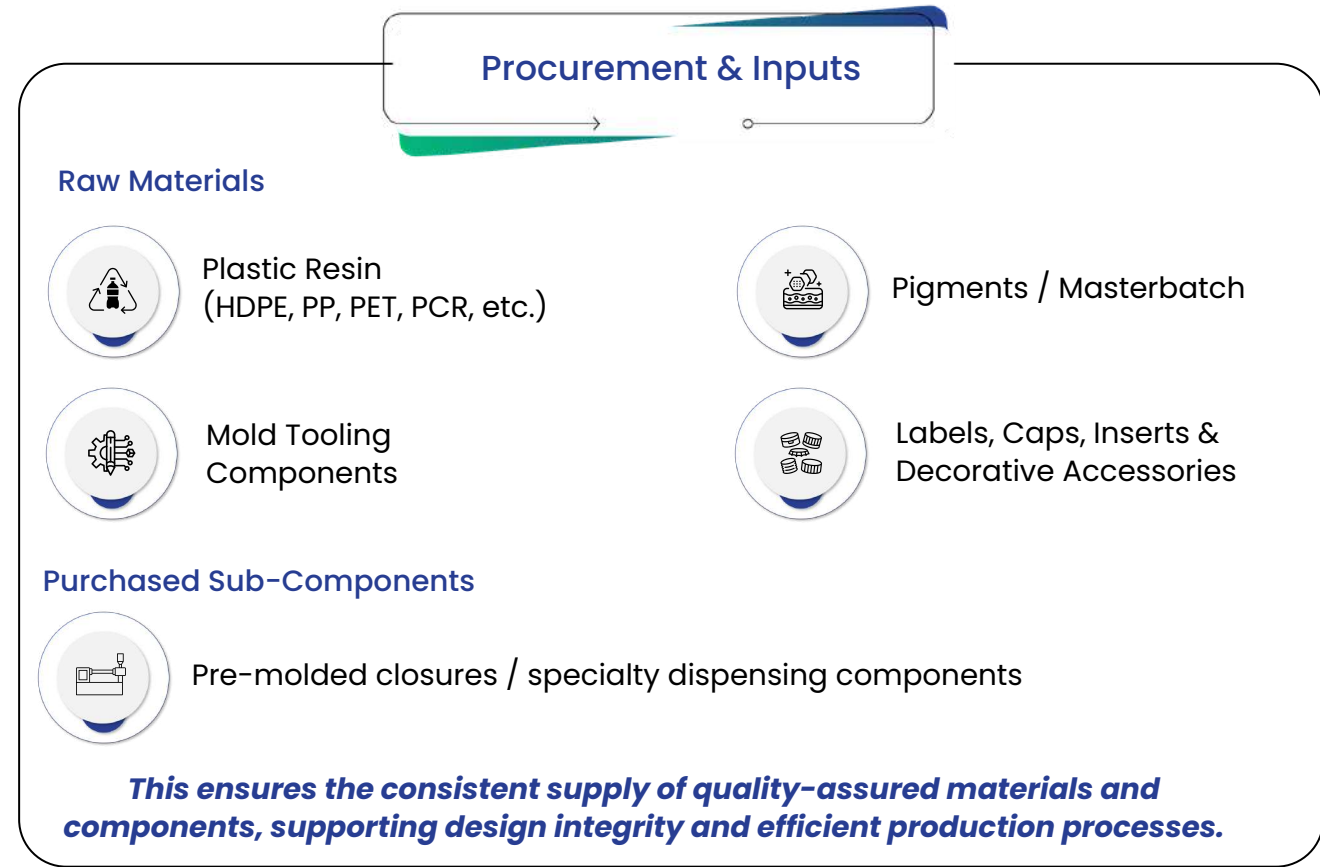 Procurement & Inputs
Raw Materials
Plastic Resin
(HDPE, PP, PET, PCR, etc.)
Pigments / Masterbatch
Mold Tooling
Components
Labels, Caps, Inserts &
Decorative Accessories
Purchased Sub-Components
Pre-molded closures / specialty dispensing components
This ensures the consistent supply of quality-assured materials and
components, supporting design integrity and efficient production processes.